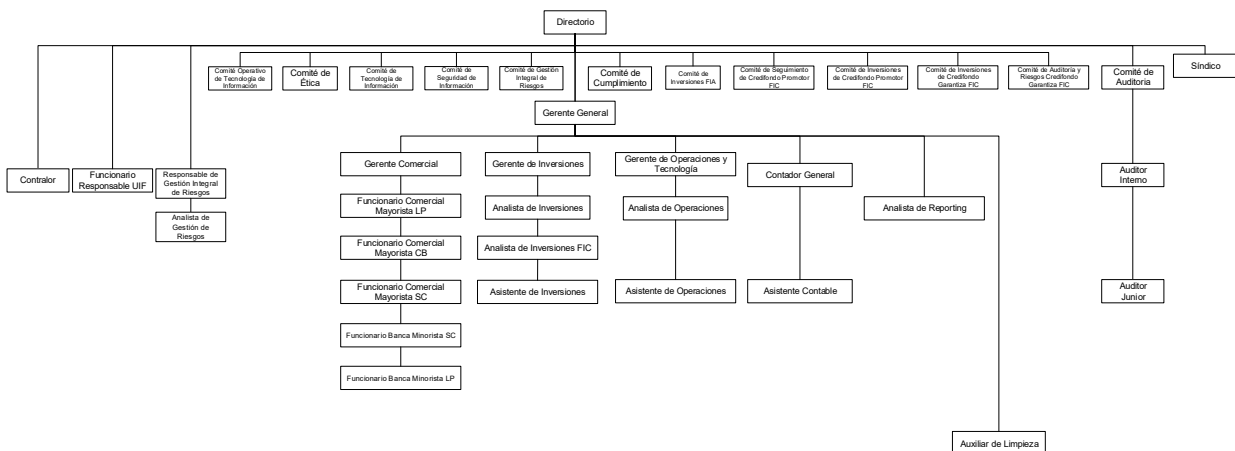 Directorio
Comité Operativo
de Tecnología de
Información
Comité de
Ética
Comité de
Tecnología de
Información
Comité de
Seguridad de
Información
Comité de Gestión
Integral de
Riesgos
Comité de
Cumplimiento
Comité de
Inversiones FIA
Comité de Seguimiento
de Credifondo Promotor
FIC
Comité de Inversiones
de Credifondo Promotor
FIC
Comité de Inversiones
de Credifondo
Garantiza FIC
Comité de Auditoría y
Riesgos Credifondo
Garantiza FIC
Comité de
Auditoria
Síndico
Gerente General
Contralor
Funcionario
Responsable UIF
Responsable de
Gestión Integral
de Riesgos
Analista de
Gestión de
Riesgos
Gerente Comercial
Funcionario Comercial
Mayorista LP
Funcionario Comercial
Mayorista CB
Funcionario Comercial
Mayorista SC
Funcionario Banca Minorista SC
Funcionario Banca Minorista LP
Gerente de Inversiones
Analista de Inversiones
Analista de Inversiones FIC
Asistente de Inversiones
Gerente de Operaciones y
Tecnología
Analista de Operaciones
Asistente de Operaciones
Contador General
Asistente Contable
Analista de Reporting
Auxiliar de Limpieza
Auditor
Interno
Auditor
Junior